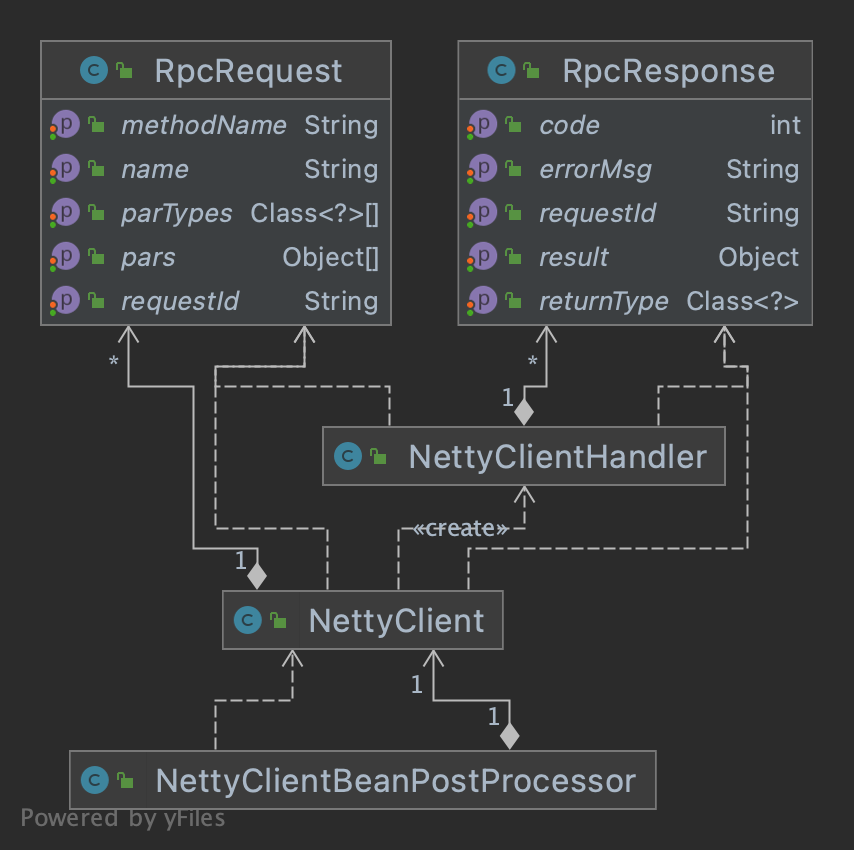 RpcRequest
methodName String
name String
parTypes Class<?>[]
pars Object[]
requestId String
RpcResponse
code int
errorMsg String
requestId String
result Object
returnType Class<?>
*
*
1
NettyClientHandler
«create»
1
NettyClient
1
1
NettyClientBeanPostProcessor
Powered by yFiles